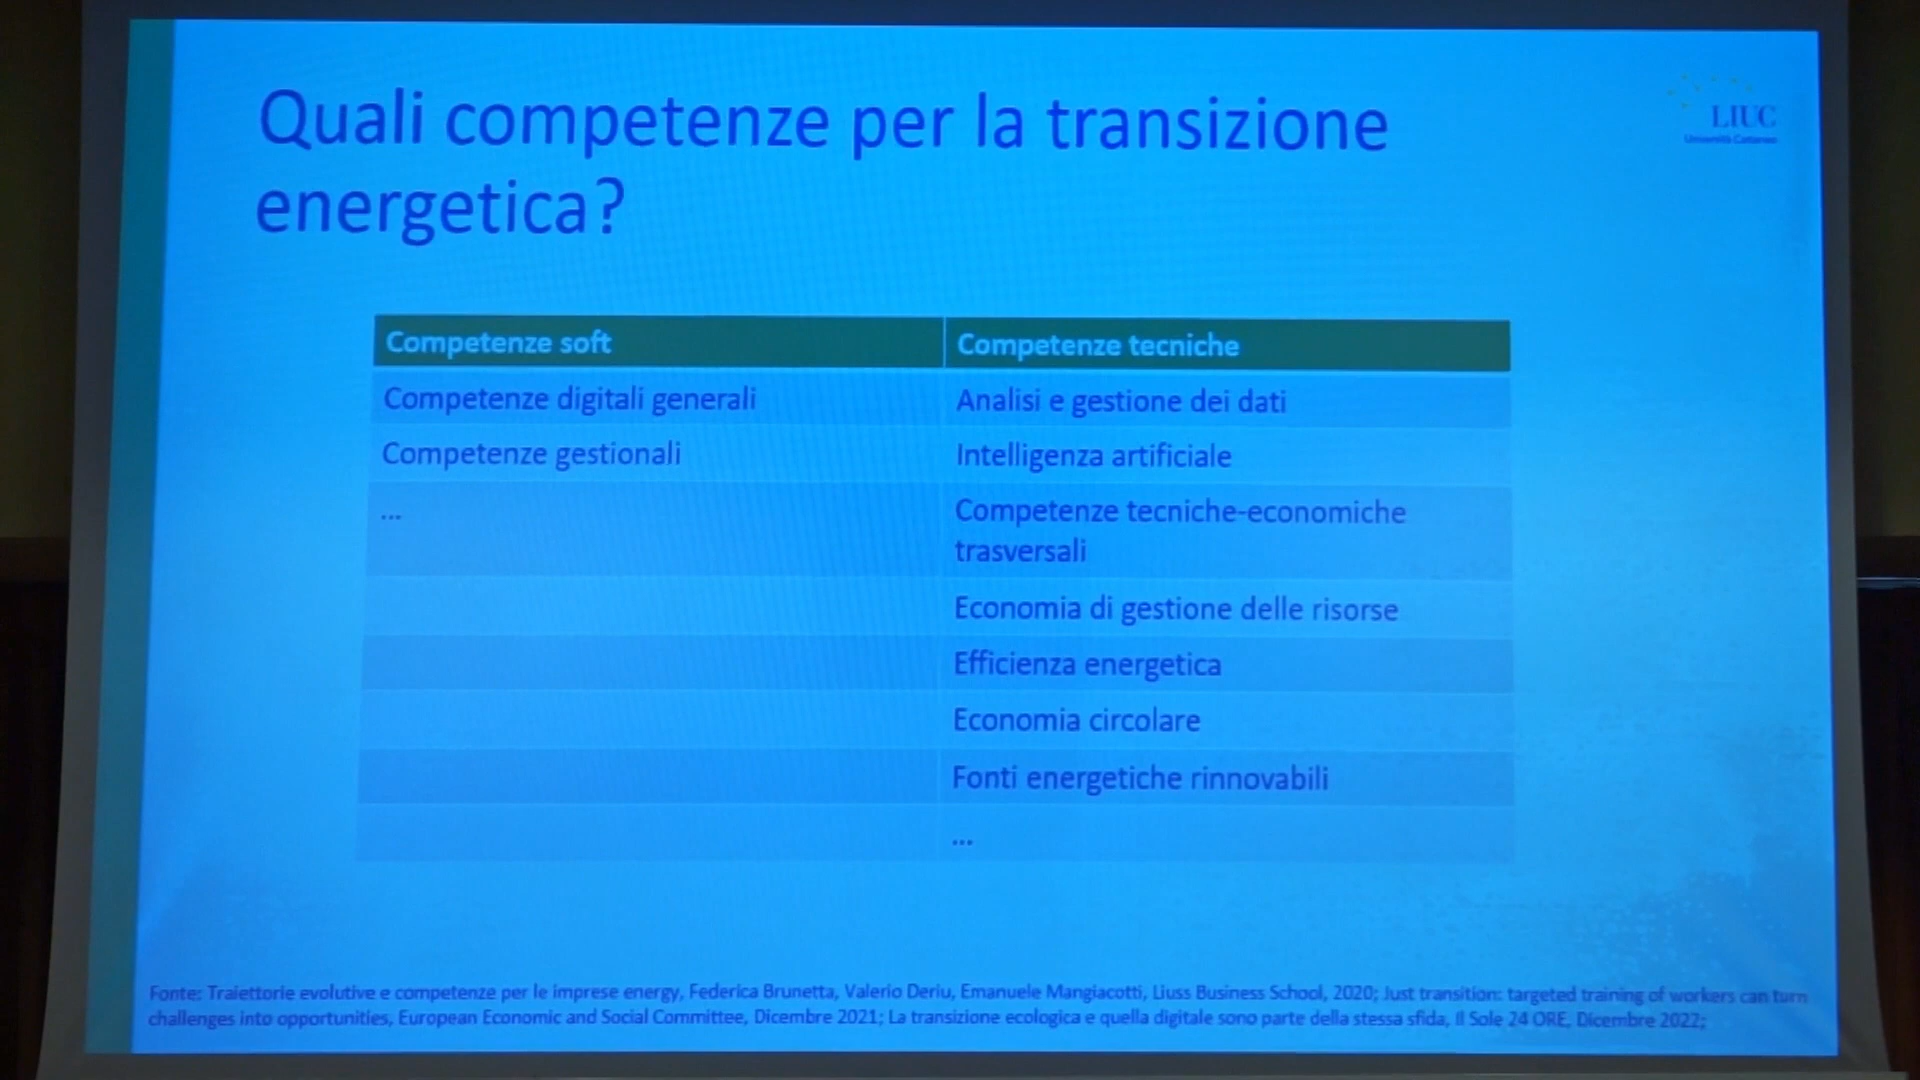 Quali competenze per la transizione
energetica?
LIUC
Università Cattaneo
Competenze soft
Competenze tecniche
Competenze digitali generali
Analisi e gestione dei dati
Competenze gestionali
Intelligenza artificiale
...
Competenze tecniche-economiche
trasversali
Economia di gestione delle risorse
Efficienza energetica
Economia circolare
Fonti energetiche rinnovabili
...
Fonte: Traiettorie evolutive e competenze per le imprese energy, Federica Brunetta, Valerio Deriu, Emanuele Mangiacotti, Liuss Business School, 2020; Just transition: targeted training of workers can turn
challenges into opportunities, European Economic and Social Committee, Dicembre 2021; La transizione ecologica e quella digitale sono parte della stessa sfida, Il Sole 24 ORE, Dicembre 2022;